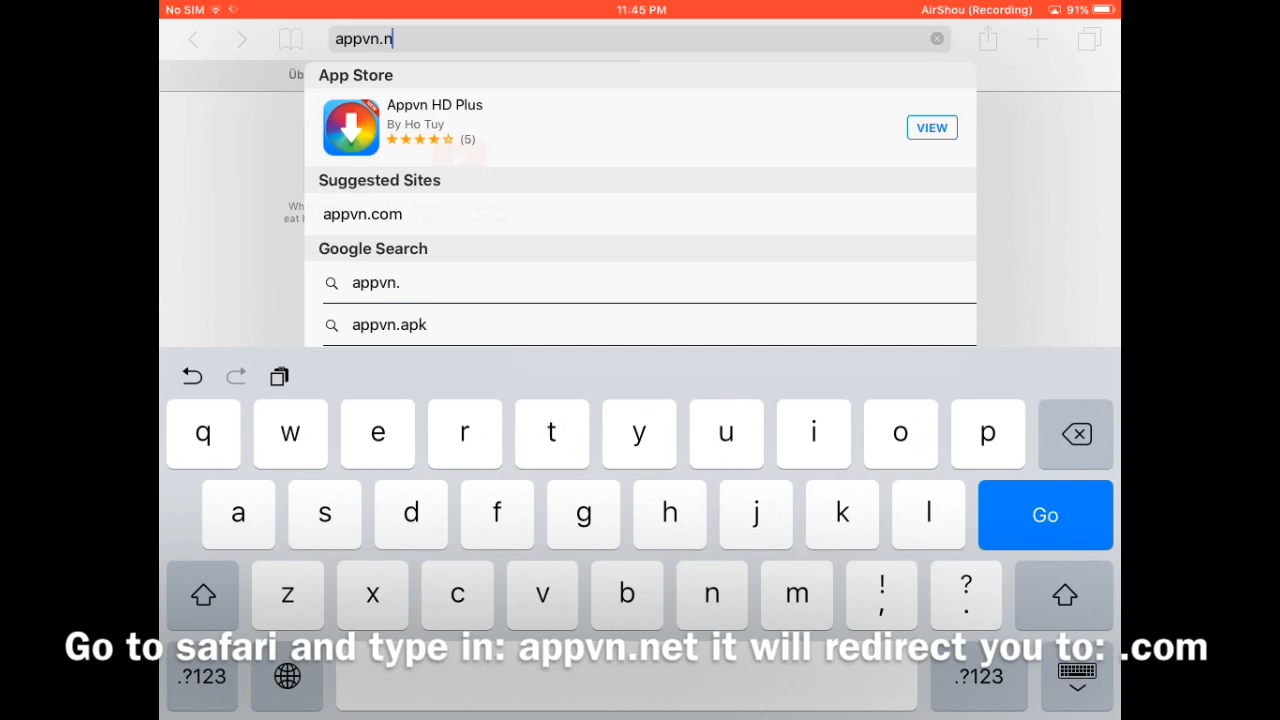 No SIM 11:45 PM AirShou (Recording) 91%
appvn.n
Üb
App Store
Appvn HD Plus
By Ho Tuy
(5)
VIEW
Suggested Sites
appvn.com
Google Search
appvn.
appvn.apk
q w e r t y u i o p
a s d f g h j k l Go
z x c v b n m ! , ? .
Go to safari and type in: appvn.net it will redirect you to: .com
.?123 .?123